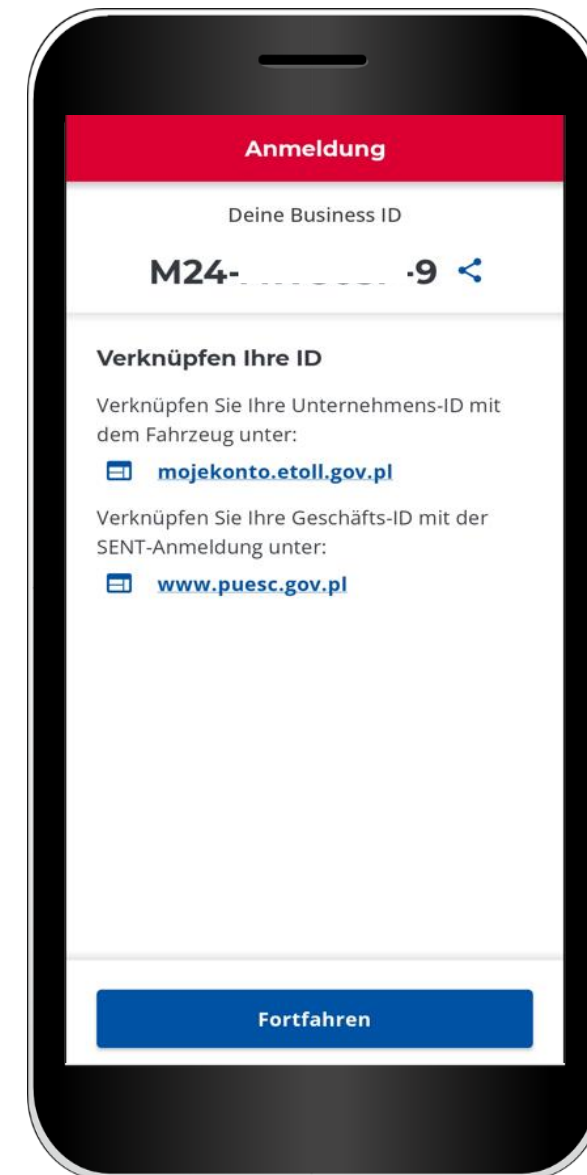 Anmeldung
Deine Business ID
M24- -9
Verknüpfen Ihre ID
Verknüpfen Sie Ihre Unternehmens-ID mit
dem Fahrzeug unter:
mojekonto.etoll.gov.pl
Verknüpfen Sie Ihre Geschäfts-ID mit der
SENT-Anmeldung unter:
www.puesc.gov.pl
Fortfahren